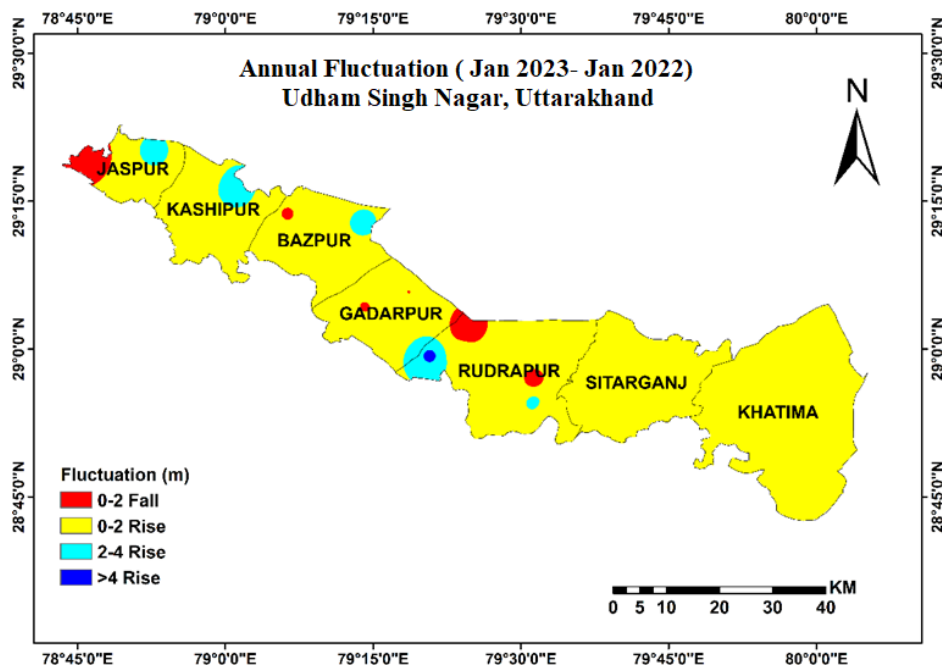 78°45'0"E 79°0'0"E 79°15'0"E 79°30'0"E 79°45'0"E 80°0'0"E
29°30'0"N 29°30'0"N
Annual Fluctuation ( Jan 2023- Jan 2022)
Udham Singh Nagar, Uttarakhand
N
JASPUR
29°15'0"N 29°15'0"N
KASHIPUR
BAZPUR
GADARPUR
29°0'0"N 29°0'0"N
RUDRAPUR
SITARGANJ
KHATIMA
Fluctuation (m)
28°45'0"N 28°45'0"N
0-2 Fall
0-2 Rise
2-4 Rise
>4 Rise
KM
0 5 10 20 30 40
78°45'0"E 79°0'0"E 79°15'0"E 79°30'0"E 79°45'0"E 80°0'0"E